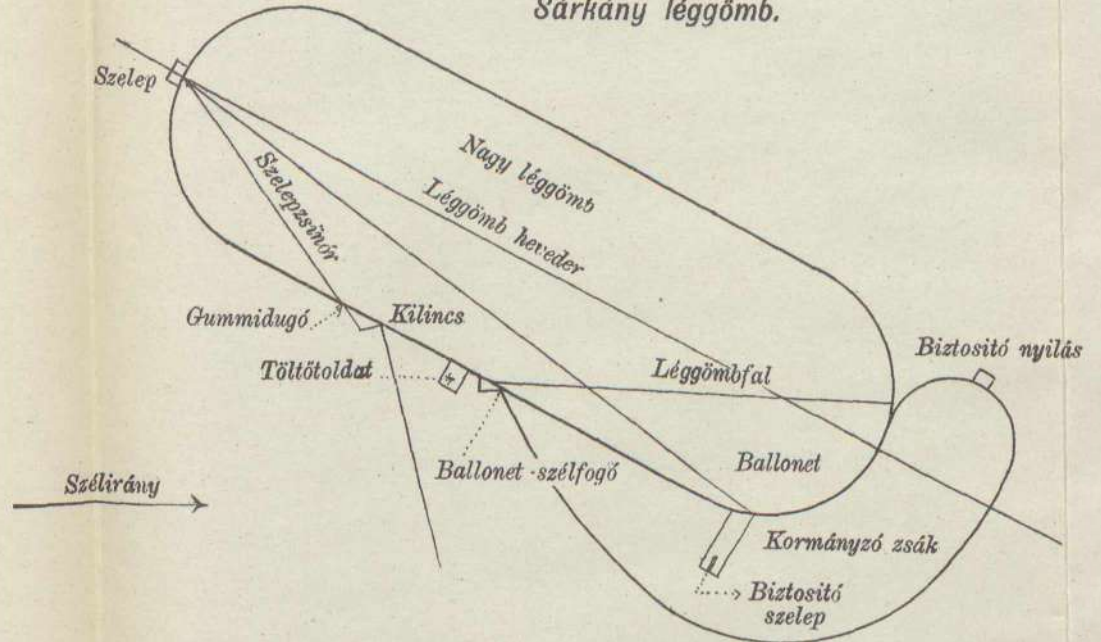 Sárkány léggömb.
Szelep
Nagy léggömb
Szelepzsinór
Léggömb heveder
Gummidugó
Kilincs
Biztositó nyilás
Töltőtoldat
Léggömbfal
Ballonet-szélfogó
Ballonet
Szélirány
Kormányzó zsák
Biztositó
szelep